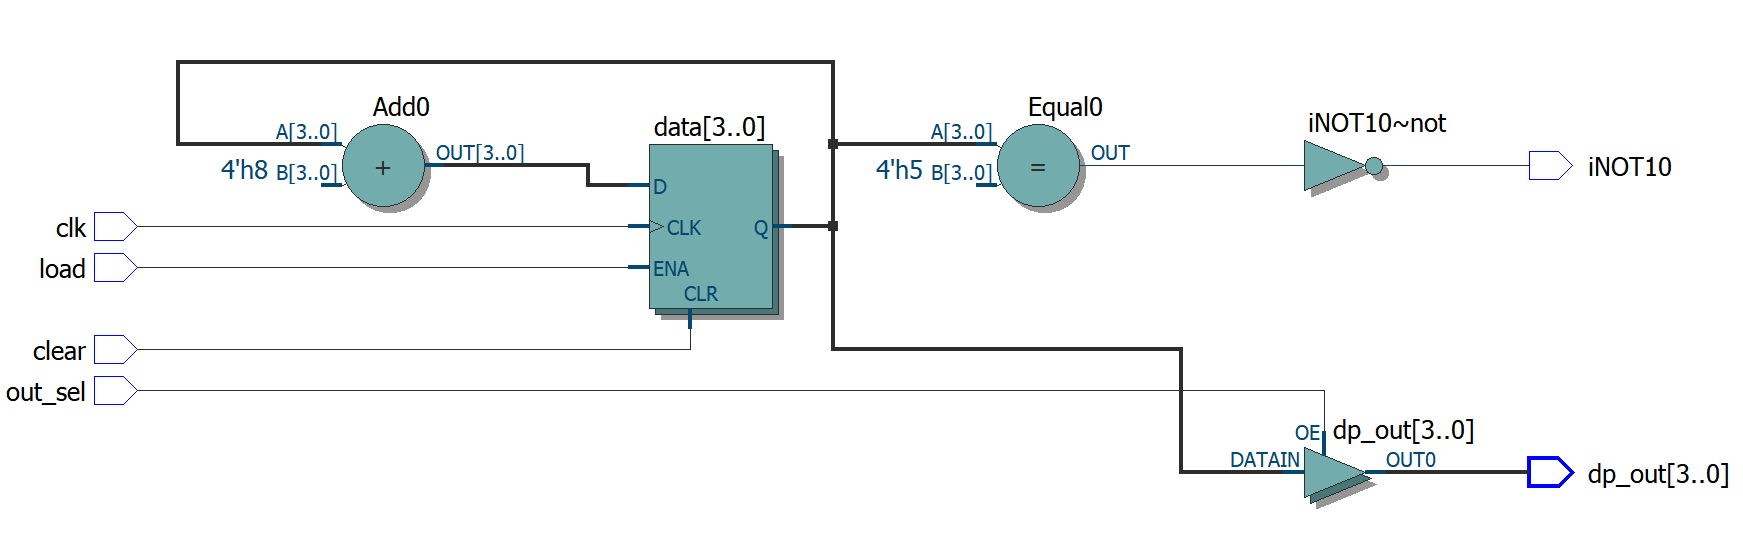 Add0
A[3..0]
4'h8 B[3..0]
+
OUT[3..0]
data[3..0]
D
CLK
Q
ENA
CLR
Equal0
A[3..0]
4'h5 B[3..0]
=
OUT
iNOT10~not
iNOT10
clk
load
clear
out_sel
OE
dp_out[3..0]
DATAIN
OUT0
dp_out[3..0]